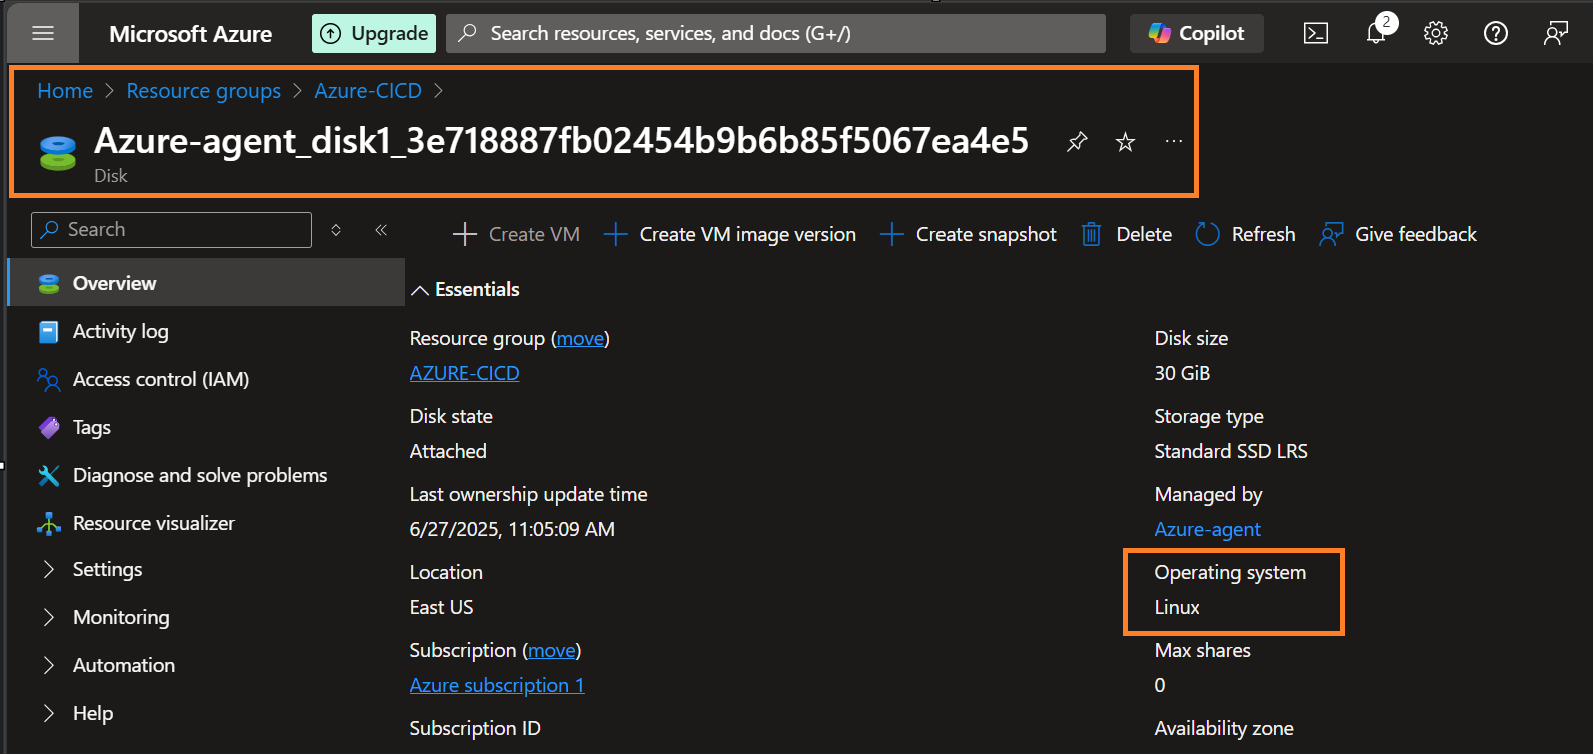 Microsoft Azure
Upgrade
Search resources, services, and docs (G+/)
Copilot
2
Home > Resource groups > Azure-CICD >
Azure-agent_disk1_3e718887fb02454b9b6b85f5067ea4e5
Disk
Search
Create VM
Create VM image version
Create snapshot
Delete
Refresh
Give feedback
Overview
Activity log
Access control (IAM)
Tags
Diagnose and solve problems
Resource visualizer
Settings
Monitoring
Automation
Help
Essentials
Resource group (move)
AZURE-CICD
Disk state
Attached
Last ownership update time
6/27/2025, 11:05:09 AM
Location
East US
Subscription (move)
Azure subscription 1
Subscription ID
Disk size
30 GiB
Storage type
Standard SSD LRS
Managed by
Azure-agent
Operating system
Linux
Max shares
0
Availability zone